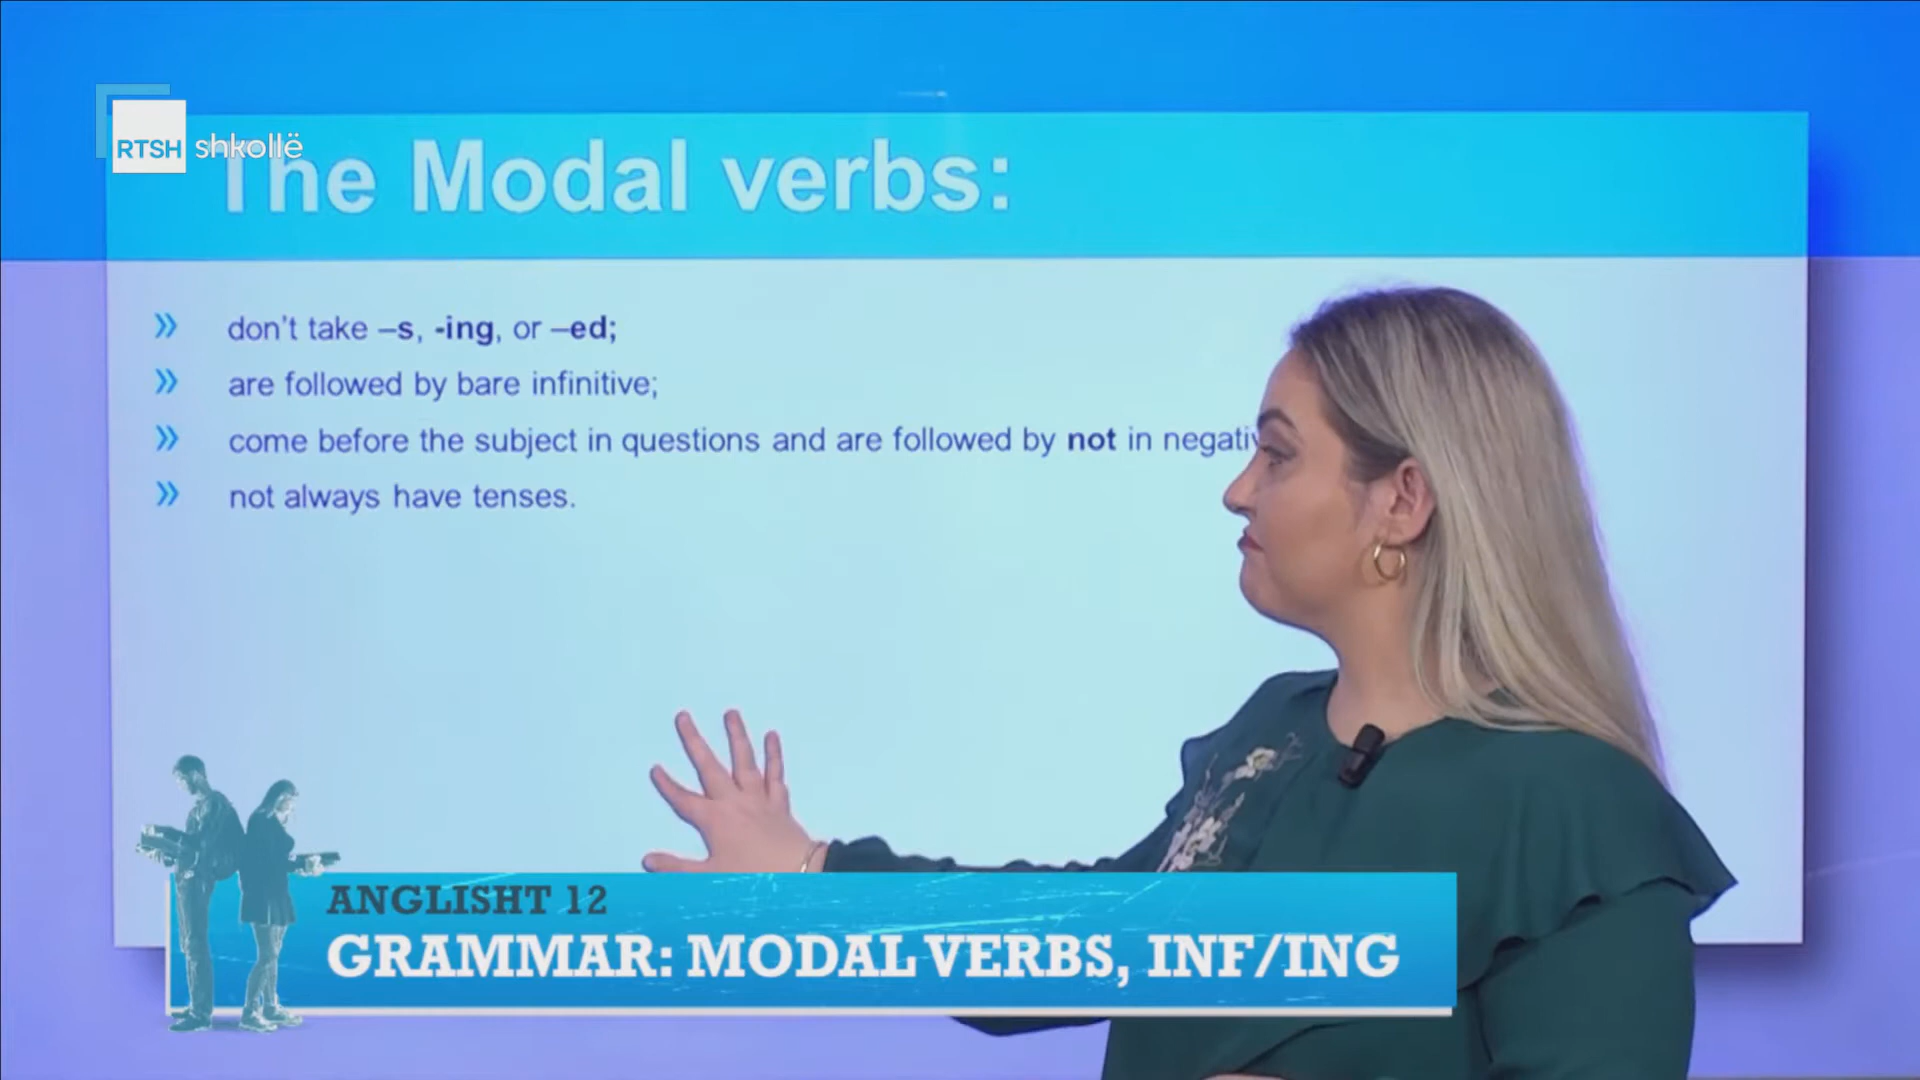 RTSH shkollë
The Modal verbs:
» don't take –s, -ing, or –ed;
» are followed by bare infinitive;
» come before the subject in questions and are followed by not in
» not always have tenses.
ANGLISHT 12
GRAMMAR: MODAL VERBS, INF/ING